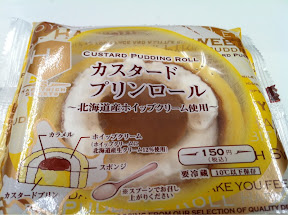 CUSTARD PUDDING ROLL
カスタード
プリンロール
～北海道産ホイップクリーム使用～
カラメル
ホイップクリーム
スポンジ
カスタードプリン
150円
(税込)
要冷蔵 10℃以下保存
※スプーンでお召し
上がりください